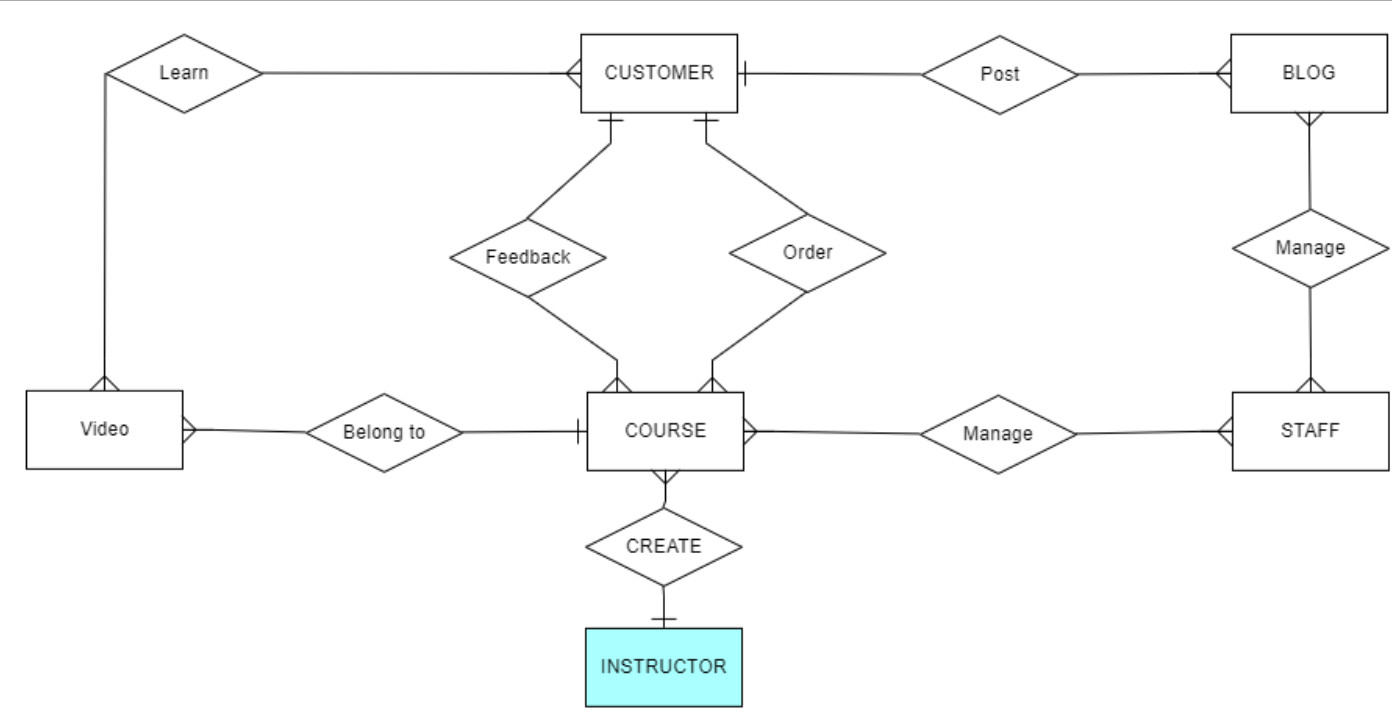 Learn
CUSTOMER
Post
BLOG
Feedback
Order
Manage
Video
Belong to
COURSE
Manage
STAFF
CREATE
INSTRUCTOR